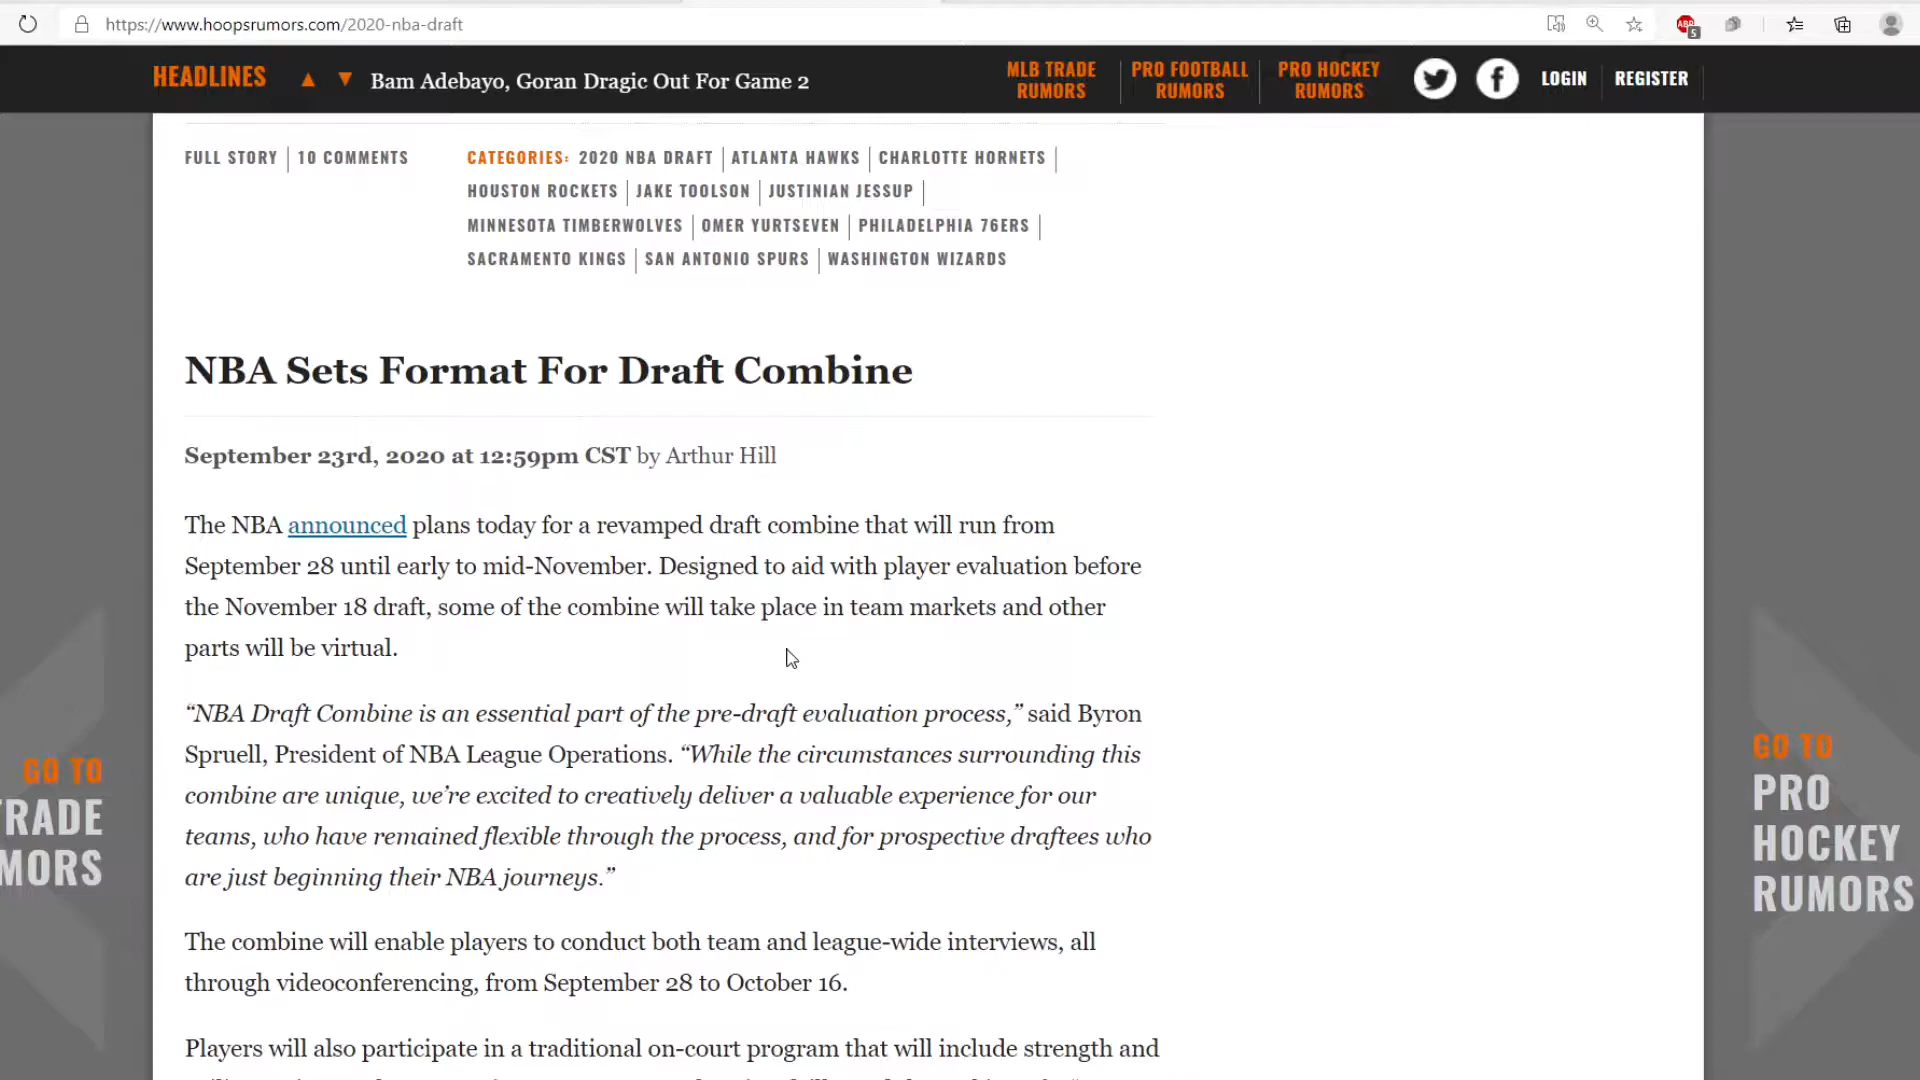 https://www.hoopsrumors.com/2020-nba-draft
ABP
5
HEADLINES
Bam Adebayo, Goran Dragic Out For Game 2
MLB TRADE
RUMORS
PRO FOOTBALL
RUMORS
PRO HOCKEY
RUMORS
LOGIN
REGISTER
FULL STORY
10 COMMENTS
CATEGORIES: 2020 NBA DRAFT ATLANTA HAWKS CHARLOTTE HORNETS
HOUSTON ROCKETS JAKE TOOLSON JUSTINIAN JESSUP
MINNESOTA TIMBERWOLVES OMER YURTSEVEN PHILADELPHIA 76ERS
SACRAMENTO KINGS SAN ANTONIO SPURS WASHINGTON WIZARDS
NBA Sets Format For Draft Combine
September 23rd, 2020 at 12:59pm CST by Arthur Hill
The NBA announced plans today for a revamped draft combine that will run from
September 28 until early to mid-November. Designed to aid with player evaluation before
the November 18 draft, some of the combine will take place in team markets and other
parts will be virtual.
“NBA Draft Combine is an essential part of the pre-draft evaluation process,” said Byron
Spruell, President of NBA League Operations. “While the circumstances surrounding this
combine are unique, we’re excited to creatively deliver a valuable experience for our
teams, who have remained flexible through the process, and for prospective draftees who
are just beginning their NBA journeys.”
The combine will enable players to conduct both team and league-wide interviews, all
through videoconferencing, from September 28 to October 16.
Players will also participate in a traditional on-court program that will include strength and
GO TO
RADE
MORS
GO TO
PRO
HOCKEY
RUMORS